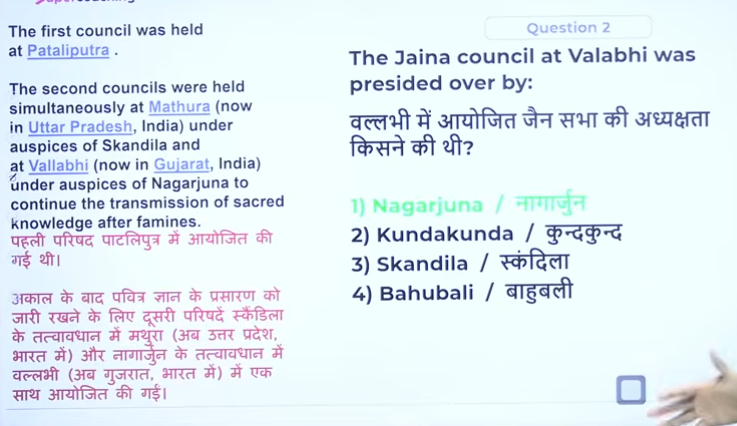 The first council was held
at Pataliputra .
The second councils were held
simultaneously at Mathura (now
in Uttar Pradesh, India) under
auspices of Skandila and
at Vallabhi (now in Gujarat, India)
under auspices of Nagarjuna to
continue the transmission of sacred
knowledge after famines.
पहली परिषद पाटलिपुत्र में आयोजित की
गई थी।
अकाल के बाद पवित्र ज्ञान के प्रसारण को
जारी रखने के लिए दूसरी परिषदें स्कैंडिला
के तत्वावधान में मथुरा (अब उत्तर प्रदेश,
भारत में) और नागार्जुन के तत्वावधान में
वल्लभी (अब गुजरात, भारत में) में एक
साथ आयोजित की गईं।
Question 2
The Jaina council at Valabhi was
presided over by:
वल्लभी में आयोजित जैन सभा की अध्यक्षता
किसने की थी?
1) Nagarjuna / नागार्जुन
2) Kundakunda / कुन्दकुन्द
3) Skandila / स्कंदिला
4) Bahubali / बाहुबली